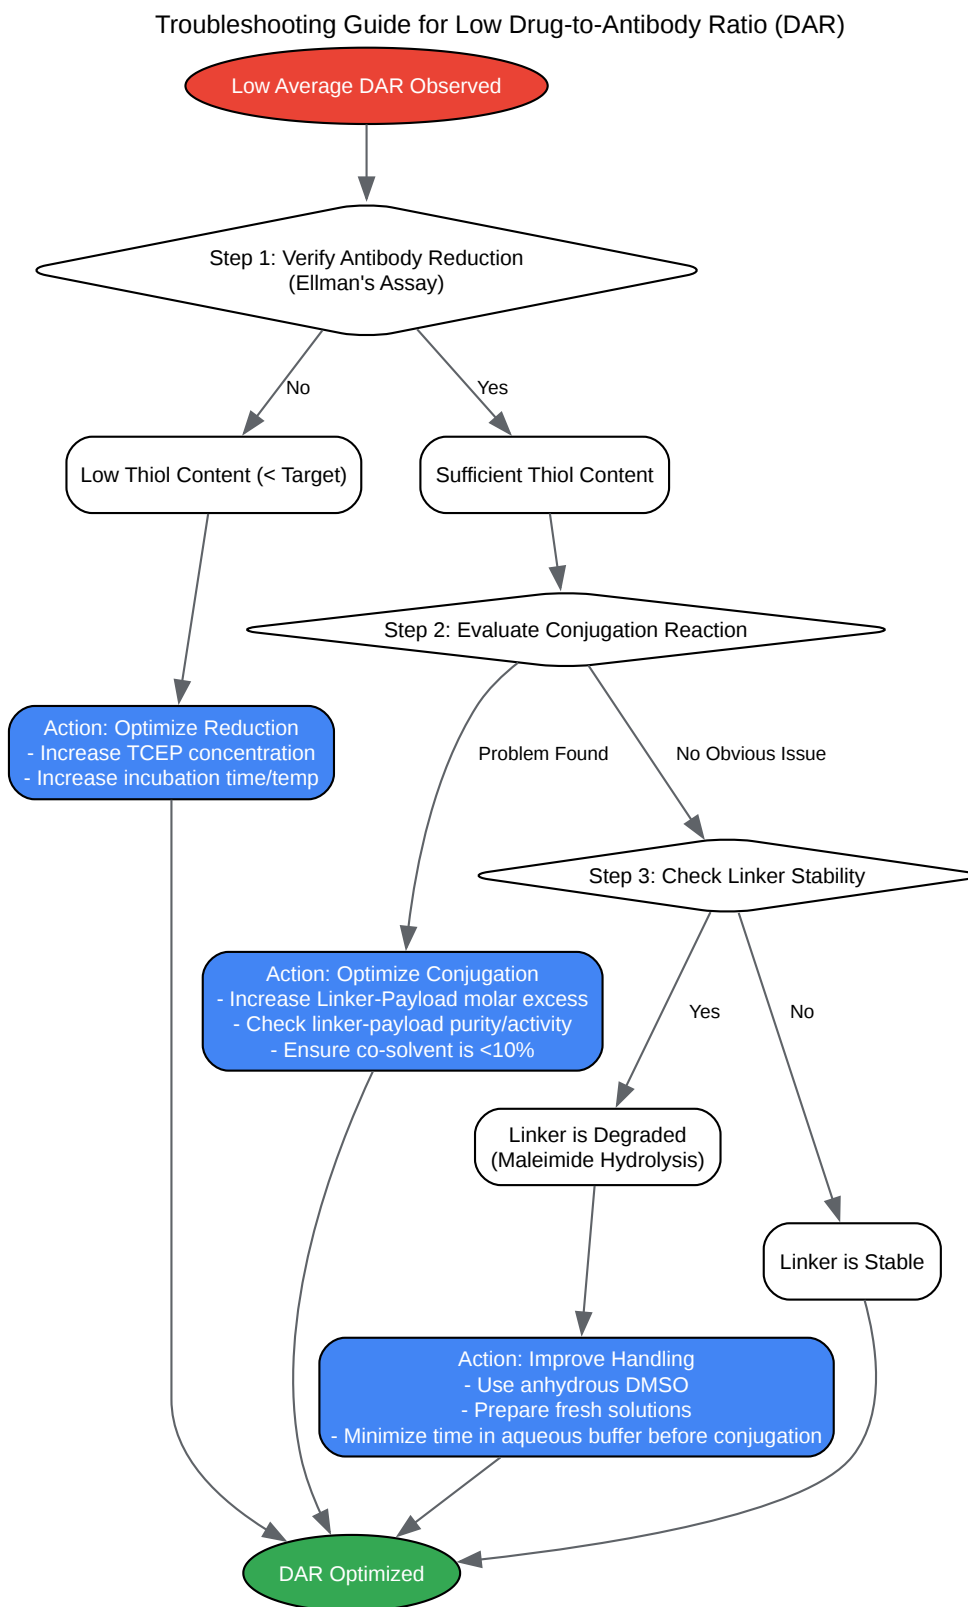 Troubleshooting Guide for Low Drug-to-Antibody Ratio (DAR)
Low Average DAR Observed
Step 1: Verify Antibody Reduction
(Ellman's Assay)
No
Yes
Low Thiol Content (< Target)
Sufficient Thiol Content
Step 2: Evaluate Conjugation Reaction
Action: Optimize Reduction
- Increase TCEP concentration
- Increase incubation time/temp
Problem Found
No Obvious Issue
Step 3: Check Linker Stability
Action: Optimize Conjugation
- Increase Linker-Payload molar excess
- Check linker-payload purity/activity
- Ensure co-solvent is <10%
Yes
No
Linker is Degraded
(Maleimide Hydrolysis)
Linker is Stable
Action: Improve Handling
- Use anhydrous DMSO
- Prepare fresh solutions
- Minimize time in aqueous buffer before conjugation
DAR Optimized